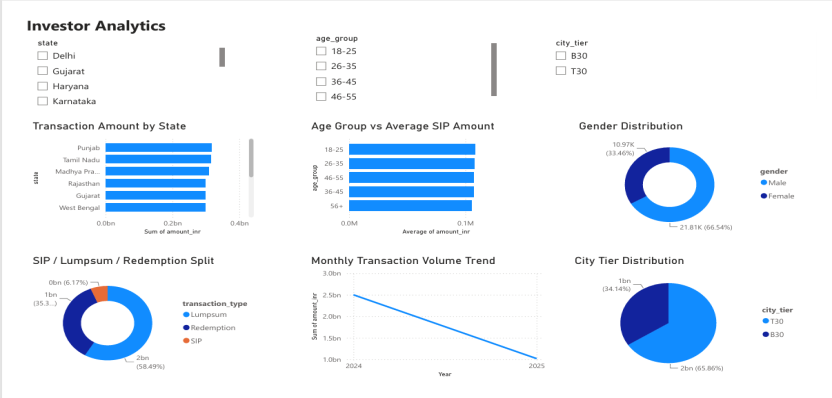 Investor Analytics
state
Delhi
Gujarat
Haryana
Karnataka
age_group
18-25
26-35
36-45
46-55
city_tier
B30
T30
Transaction Amount by State
state
Punjab
Tamil Nadu
Madhya Pra...
Rajasthan
Gujarat
West Bengal
0.0bn 0.2bn 0.4bn
Sum of amount_inr
Age Group vs Average SIP Amount
age_group
18-25
26-35
46-55
36-45
56+
0.0M 0.1M
Average of amount_inr
Gender Distribution
10.97K
(33.46%)
21.81K (66.54%)
gender
Male
Female
SIP / Lumpsum / Redemption Split
0bn (6.17%)
1bn
(35.3...)
2bn
(58.49%)
transaction_type
Lumpsum
Redemption
SIP
Monthly Transaction Volume Trend
Sum of amount_inr
3.0bn
2.5bn
2.0bn
1.5bn
1.0bn
2024 2025
Year
City Tier Distribution
1bn
(34.14%)
2bn (65.86%)
city_tier
T30
B30